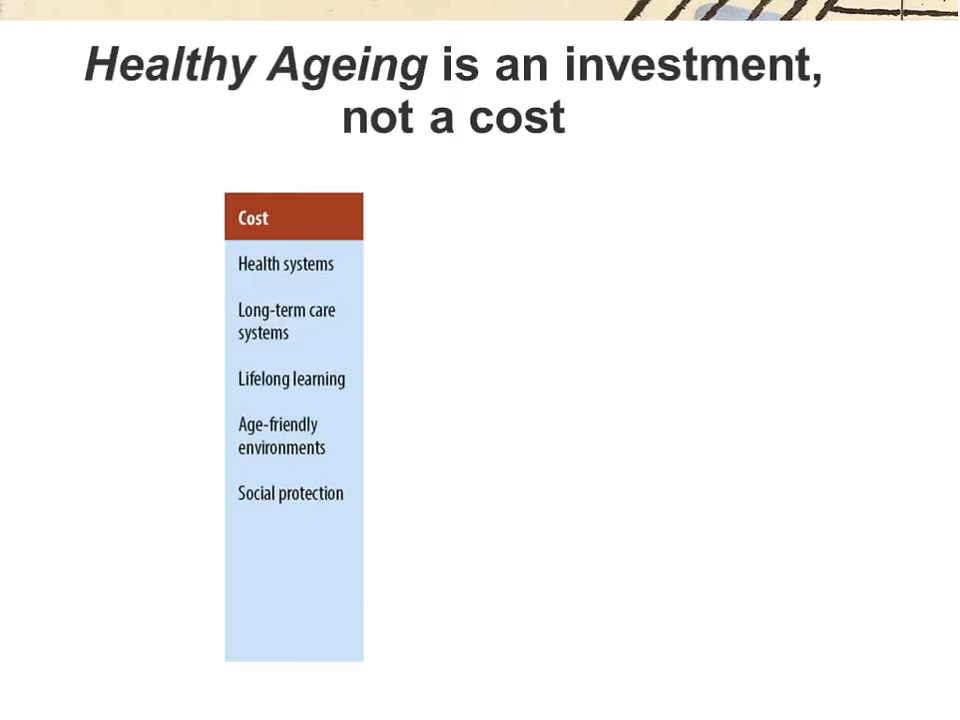 Healthy Ageing is an investment,
not a cost
Cost
Health systems
Long-term care
systems
Lifelong learning
Age-friendly
environments
Social protection